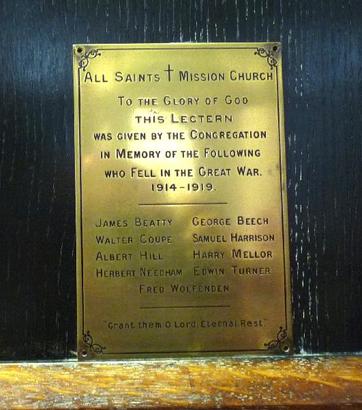 All Saints † Mission Church
To the Glory of God
this Lectern
was given by the Congregation
in Memory of the Following
who Fell in the Great War.
1914-1919.
James Beatty George Beech
Walter Coupe Samuel Harrison
Albert Hill Harry Mellor
Herbert Needham Edwin Turner
Fred Wolfenden
"Grant them O Lord, Eternal Rest"